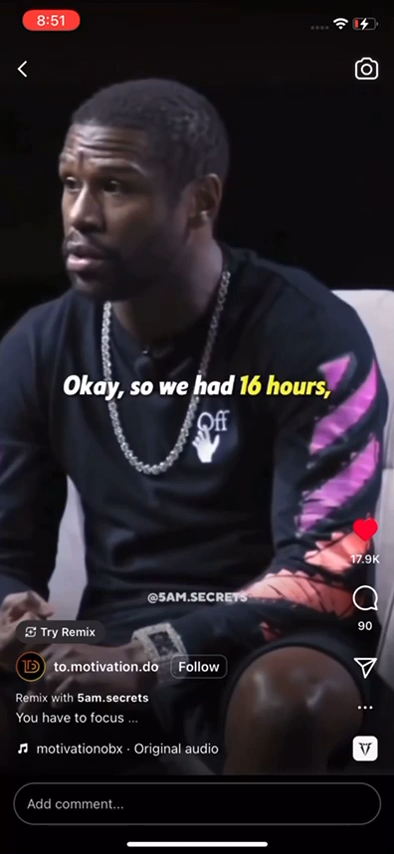 8:51
Okay, so we had 16 hours,
Off
@5AM.SECRETS
17.9K
Try Remix
90
to.motivation.do Follow
Remix with 5am.secrets
You have to focus ...
motivationobx · Original audio
Add comment...